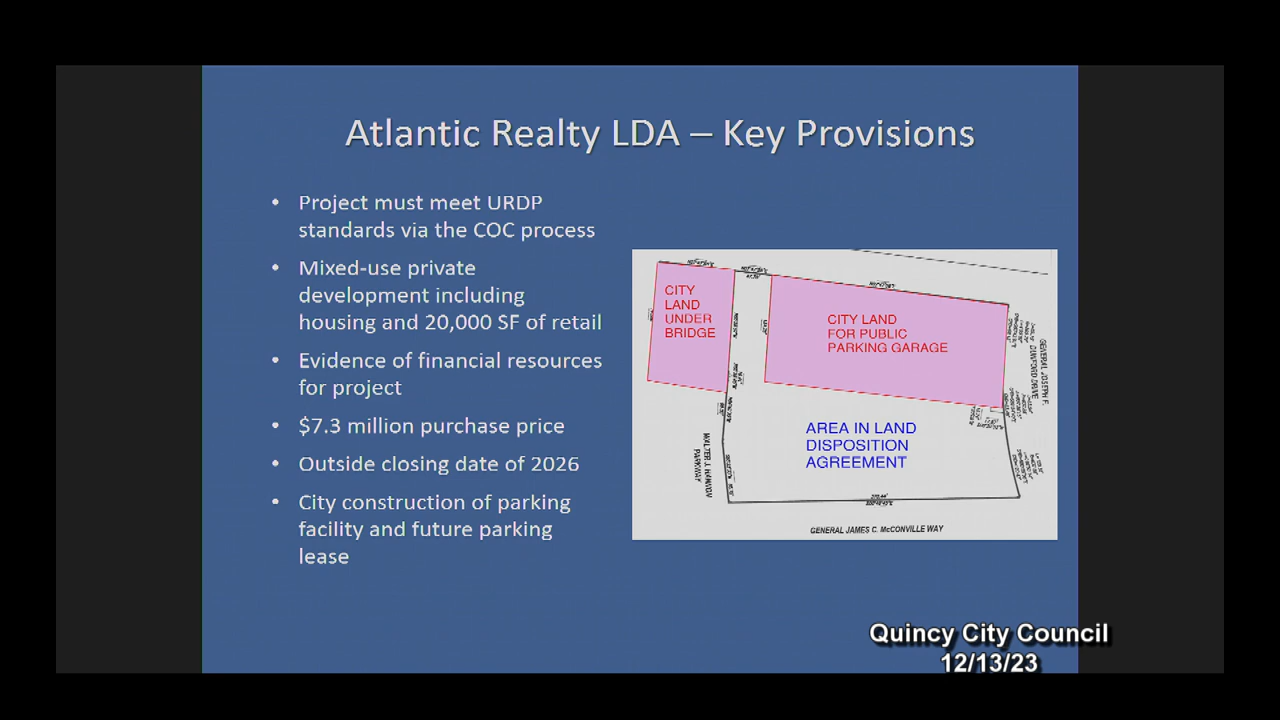 Atlantic Realty LDA – Key Provisions
• Project must meet URDP
standards via the COC process
• Mixed-use private
development including
housing and 20,000 SF of retail
• Evidence of financial resources
for project
• $7.3 million purchase price
• Outside closing date of 2026
• City construction of parking
facility and future parking
lease
CITY
LAND
UNDER
BRIDGE
CITY LAND
FOR PUBLIC
PARKING GARAGE
AREA IN LAND
DISPOSITION
AGREEMENT
WALTER J. HANNON
PARKWAY
GENERAL JOSEPH F.
DUNFORD DRIVE
GENERAL JAMES C. McCONVILLE WAY
Quincy City Council
12/13/23